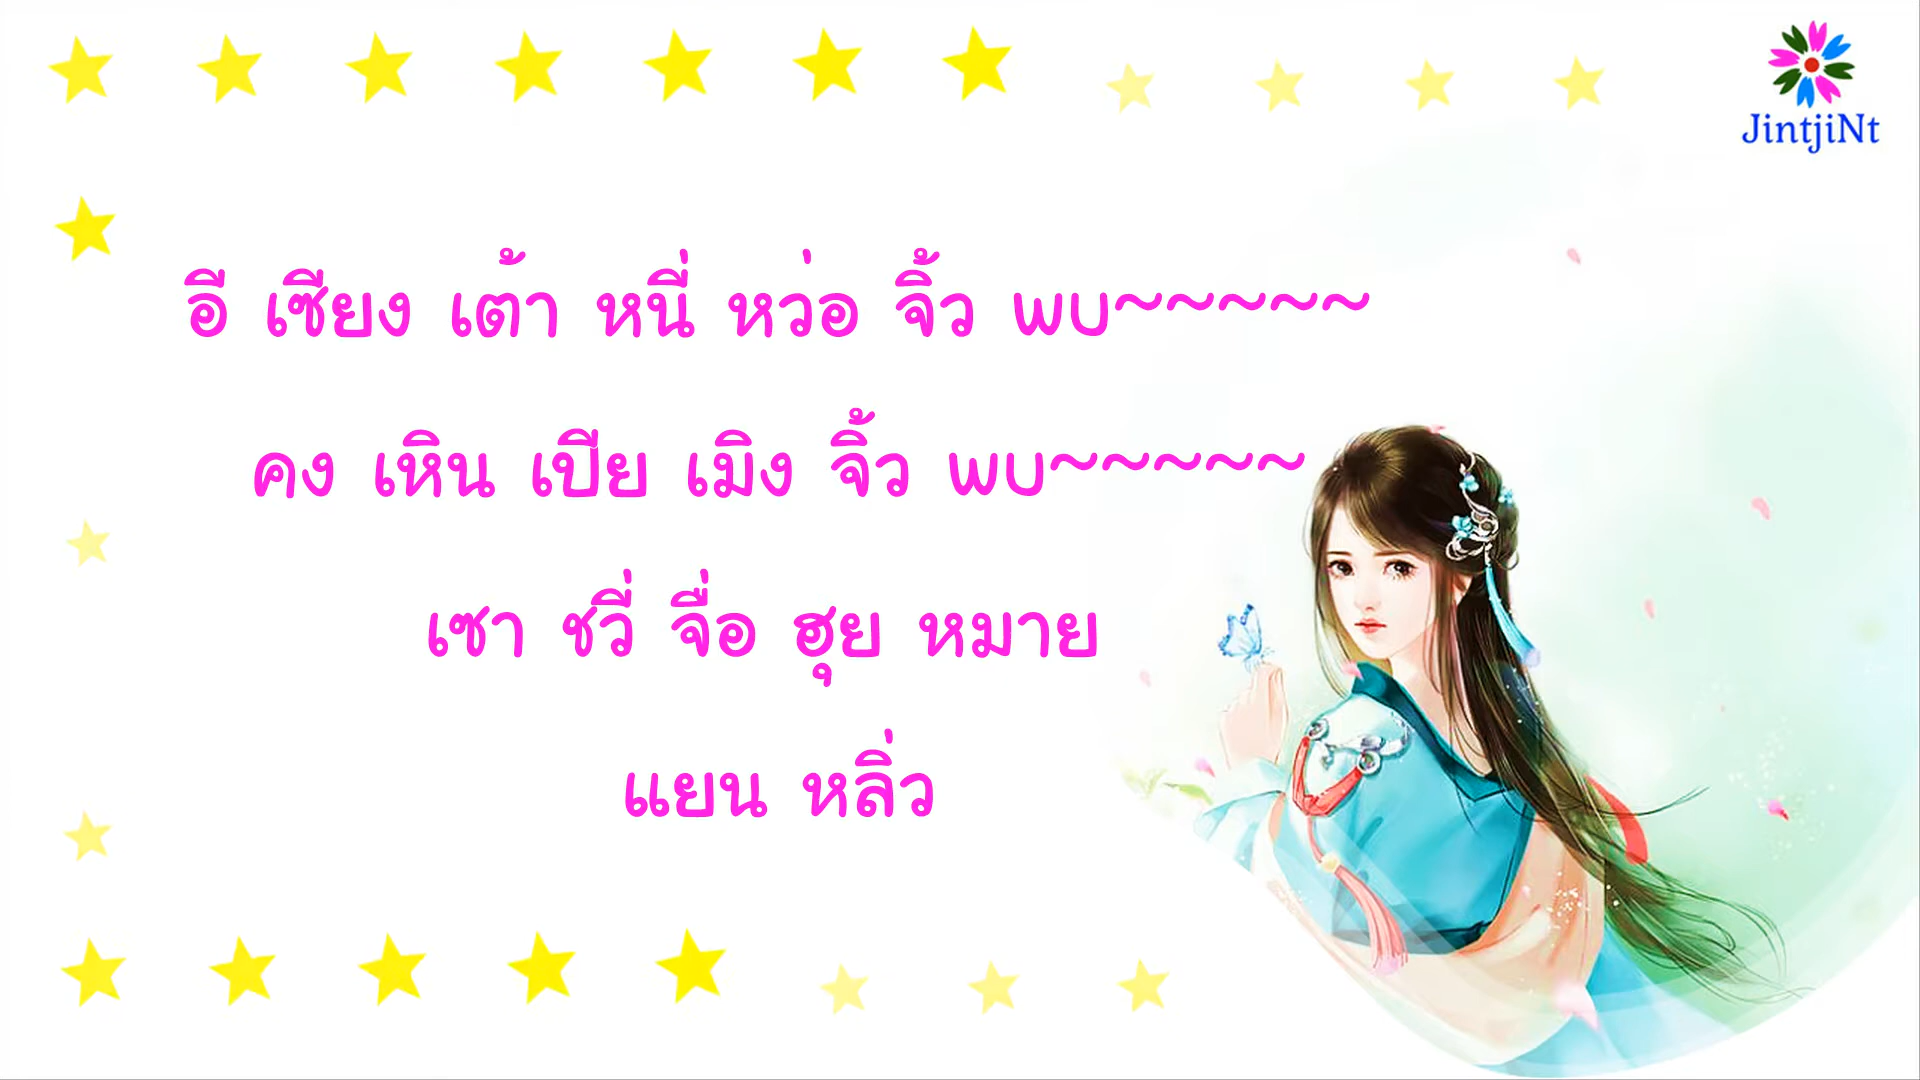 JintjiNt
อี เซียง เต้า หนี่ หว่อ จิ้ว พบ~~~~~
คง เหิน เปีย เมิง จิ้ว พบ~~~~~
เซา ชวี่ จื่อ ฮุย หมาย
แยน หลิ่ว